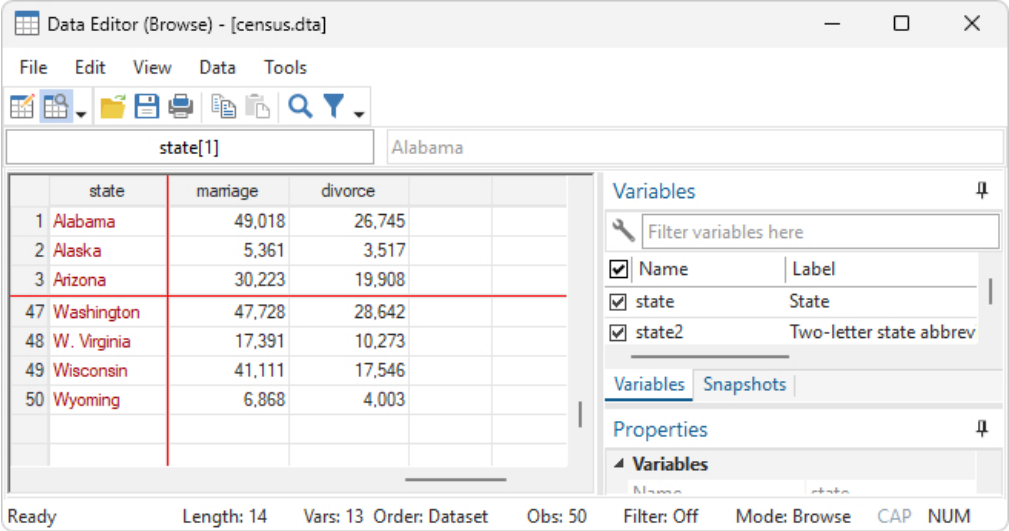 Data Editor (Browse) - [census.dta]
File Edit View Data Tools
state[1] Alabama
state marriage divorce
1 Alabama 49,018 26,745
2 Alaska 5,361 3,517
3 Arizona 30,223 19,908
47 Washington 47,728 28,642
48 W. Virginia 17,391 10,273
49 Wisconsin 41,111 17,546
50 Wyoming 6,868 4,003
Variables
Filter variables here
Name Label
state State
state2 Two-letter state abbrev
Variables Snapshots
Properties
Variables
Name state
Ready Length: 14 Vars: 13 Order: Dataset Obs: 50 Filter: Off Mode: Browse CAP NUM